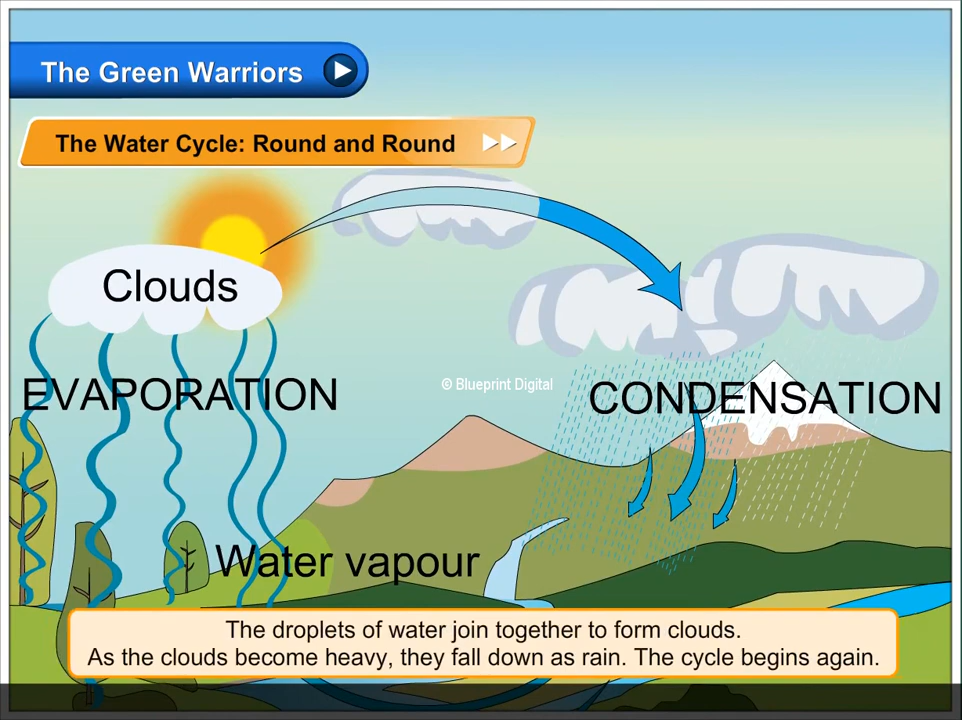 The Green Warriors
The Water Cycle: Round and Round
Clouds
EVAPORATION
© Blueprint Digital
CONDENSATION
Water vapour
The droplets of water join together to form clouds.
As the clouds become heavy, they fall down as rain. The cycle begins again.